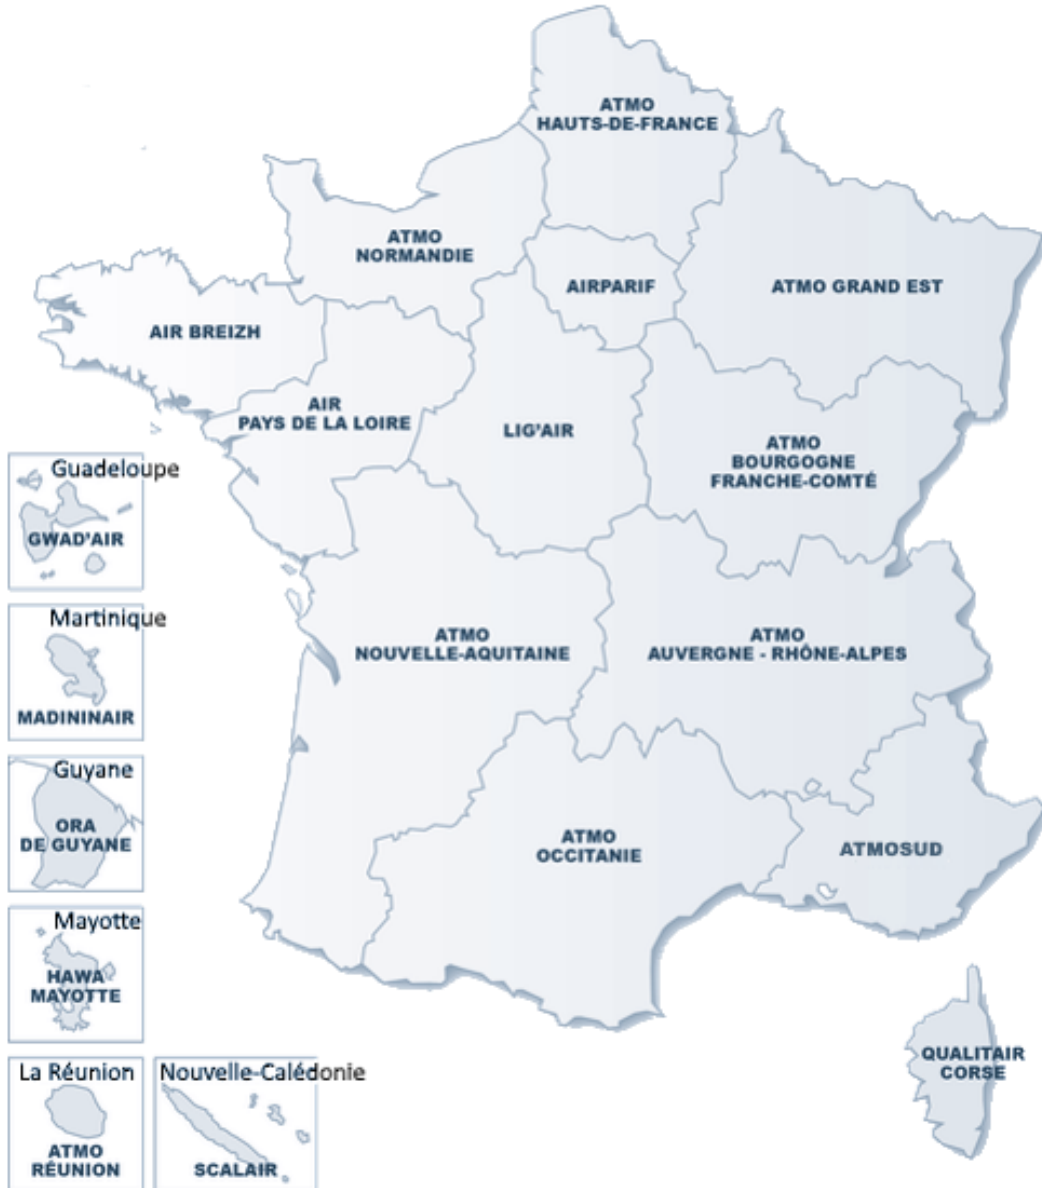 ATMO
HAUTS-DE-FRANCE
ATMO
NORMANDIE
AIRPARIF
ATMO GRAND EST
AIR BREIZH
AIR
PAYS DE LA LOIRE
LIG'AIR
ATMO
BOURGOGNE
FRANCHE-COMTÉ
Guadeloupe
GWAD'AIR
Martinique
MADININAIR
ATMO
NOUVELLE-AQUITAINE
ATMO
AUVERGNE - RHÔNE-ALPES
Guyane
ORA
DE GUYANE
ATMO
OCCITANIE
ATMOSUD
Mayotte
HAWA
MAYOTTE
QUALITAIR
CORSE
La Réunion
ATMO
RÉUNION
Nouvelle-Calédonie
SCALAIR